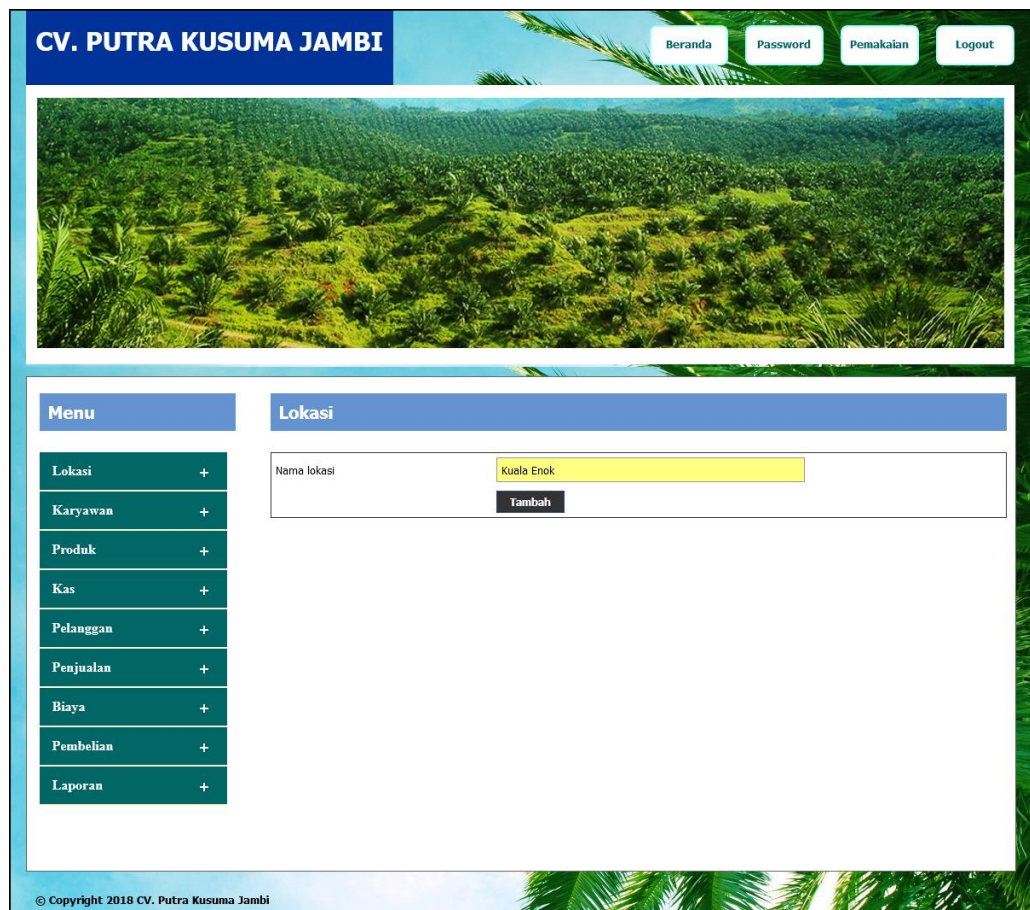 CV. PUTRA KUSUMA JAMBI
Beranda
Password
Pemakaian
Logout
Menu
Lokasi +
Karyawan +
Produk +
Kas +
Pelanggan +
Penjualan +
Biaya +
Pembelian +
Laporan +
Lokasi
Nama lokasi
Kuala Enok
Tambah
© Copyright 2018 CV. Putra Kusuma Jambi